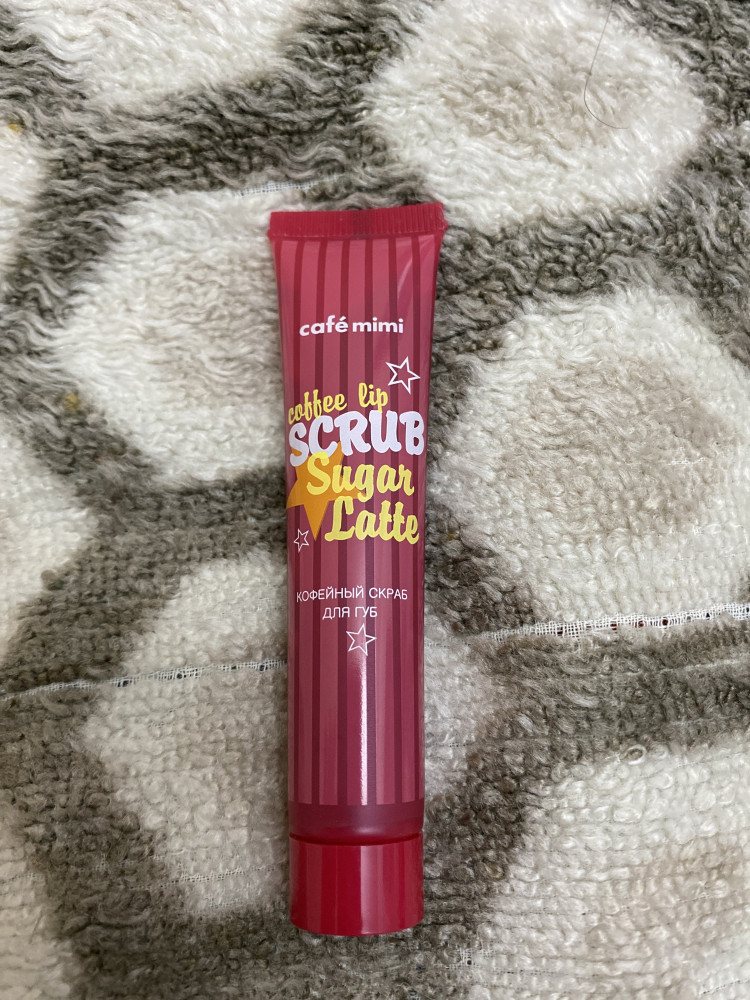 café mimi
coffee lip
SCRUB
Sugar
Latte
КОФЕЙНЫЙ СКРАБ
ДЛЯ ГУБ